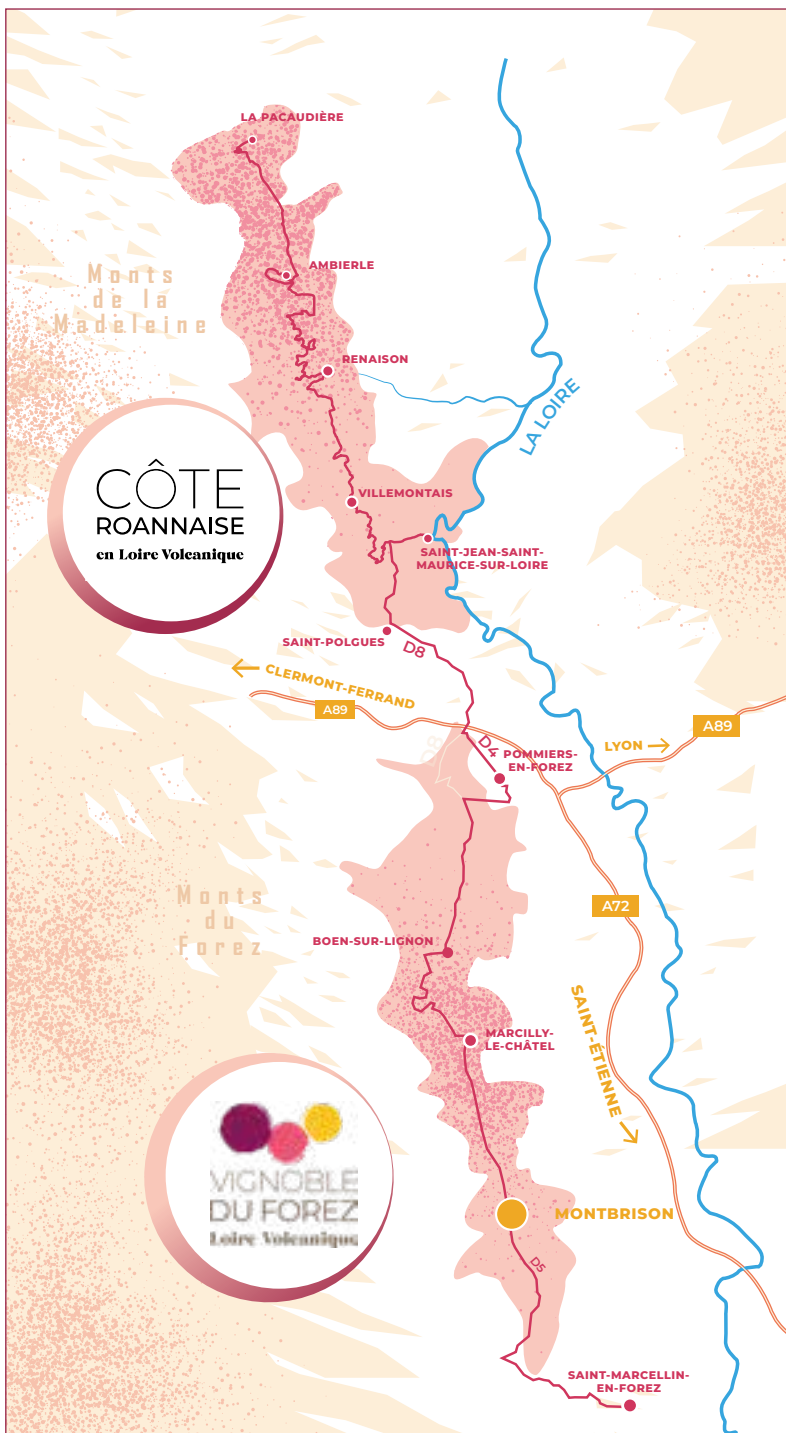 LA PACAUDIÈRE
Monts
de la
Madeleine
AMBIERLE
RENAISON
LA LOIRE
CÔTE
ROANNAISE
en Loire Volcanique
VILLEMONTAIS
SAINT-JEAN-SAINT-
MAURICE-SUR-LOIRE
SAINT-POLGUES
D8
← CLERMONT-FERRAND
A89
LYON →
A89
D8
D4
POMMIERS-
EN-FOREZ
Monts
du
Forez
A72
BOEN-SUR-LIGNON
SAINT-ÉTIENNE →
MARCILLY-
LE-CHÂTEL
VIGNOBLE
DU FOREZ
Loire Volcanique
MONTBRISON
D5
SAINT-MARCELLIN-
EN-FOREZ